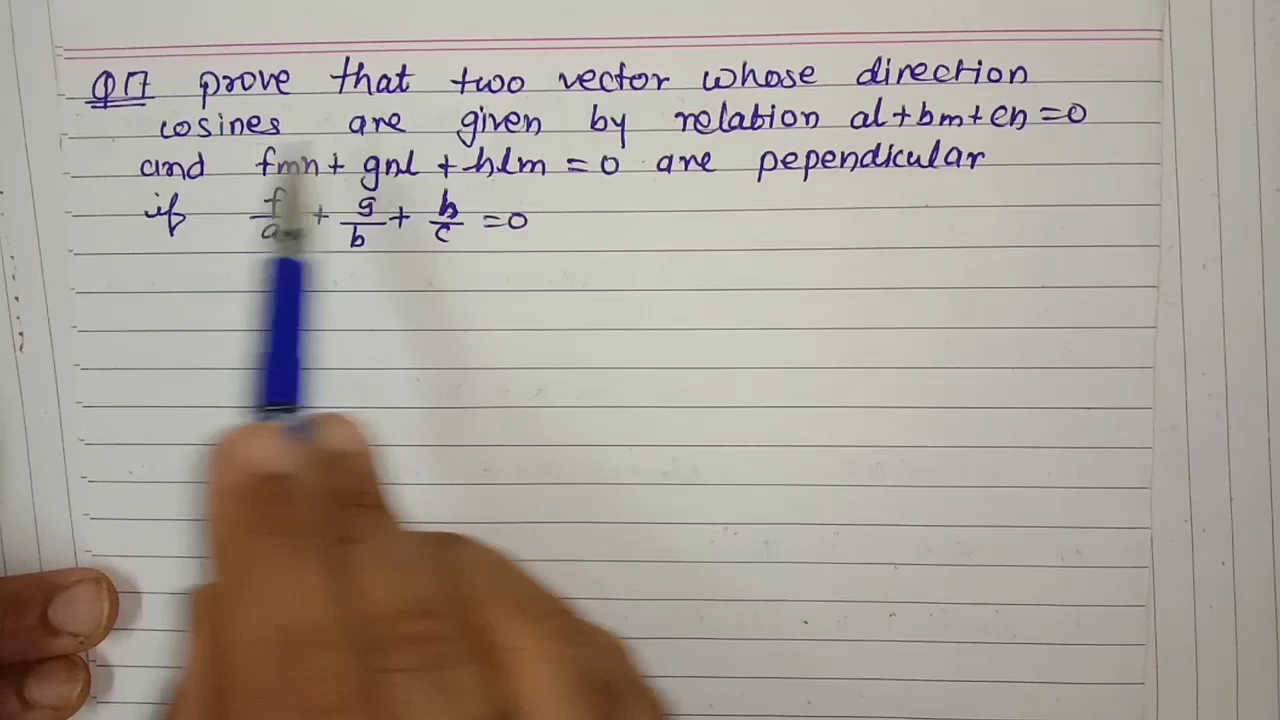 Q17 prove that two vector whose direction
cosines are given by relation al+bm+cn=0
and fmn+ gnl + hlm = 0 are pependicular
if f/a + g/b + h/c = 0